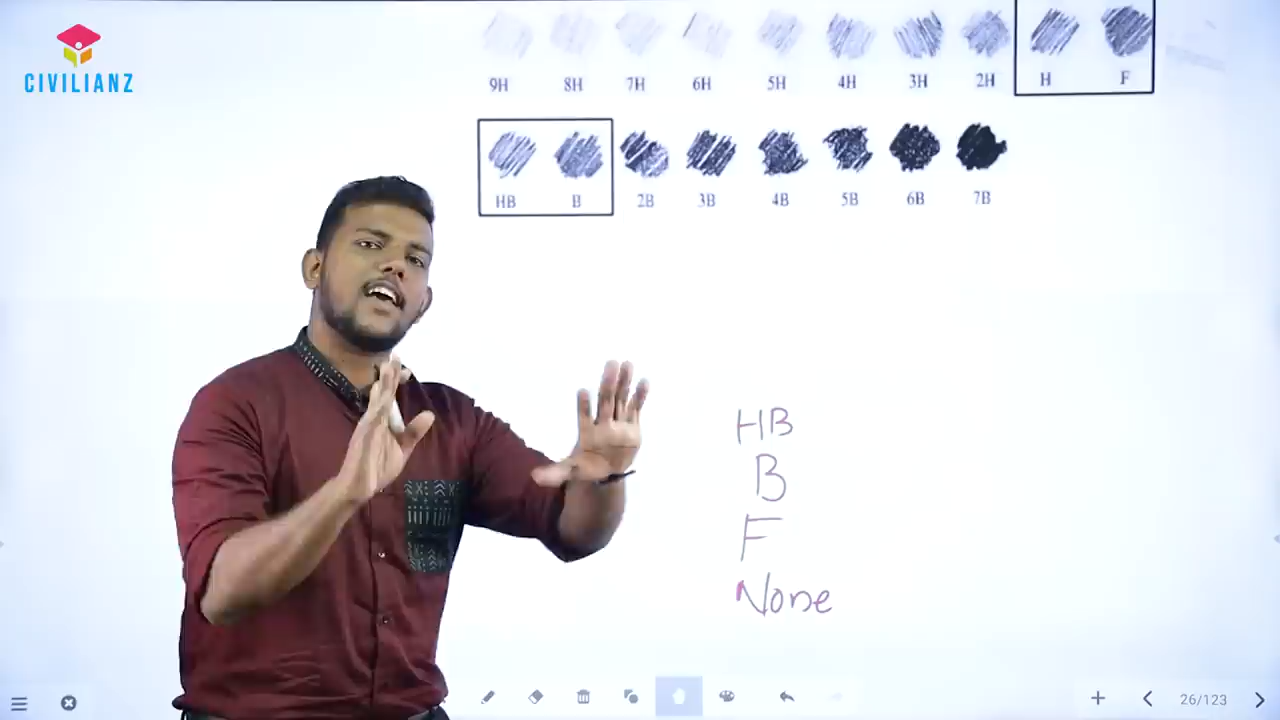 CIVILIANZ
9H 8H 7H 6H 5H 4H 3H 2H H F
HB B 2B 3B 4B 5B 6B 7B
HB
B
F
None
26/123